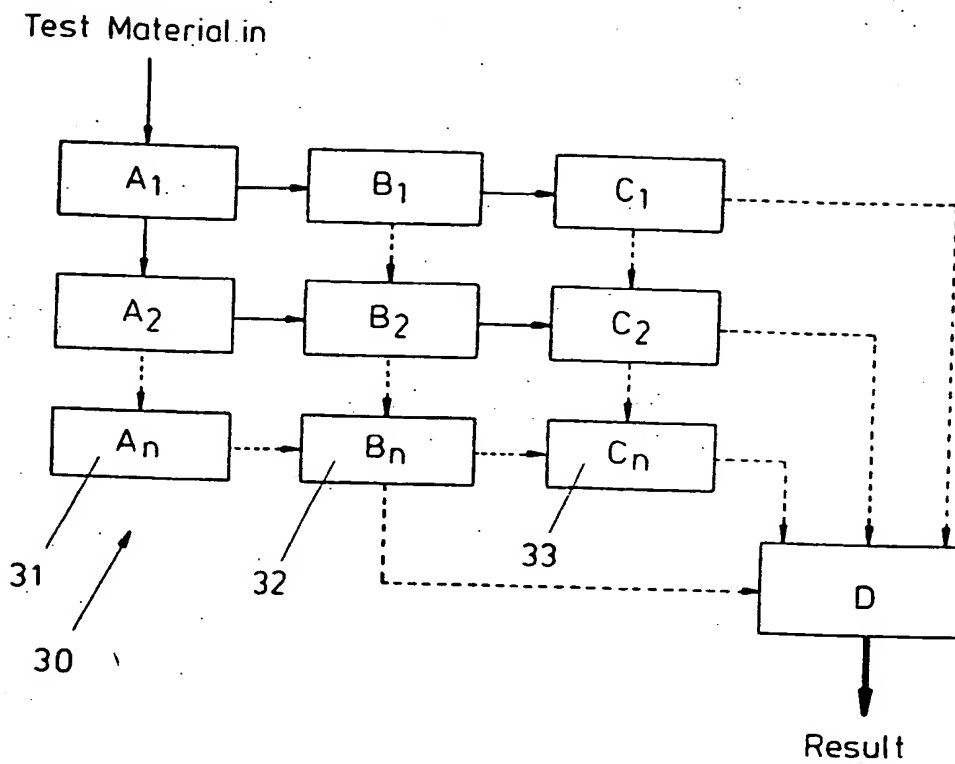 Test Material in
A1
B1
C1
A2
B2
C2
An
Bn
Cn
31
32
33
D
30
Result